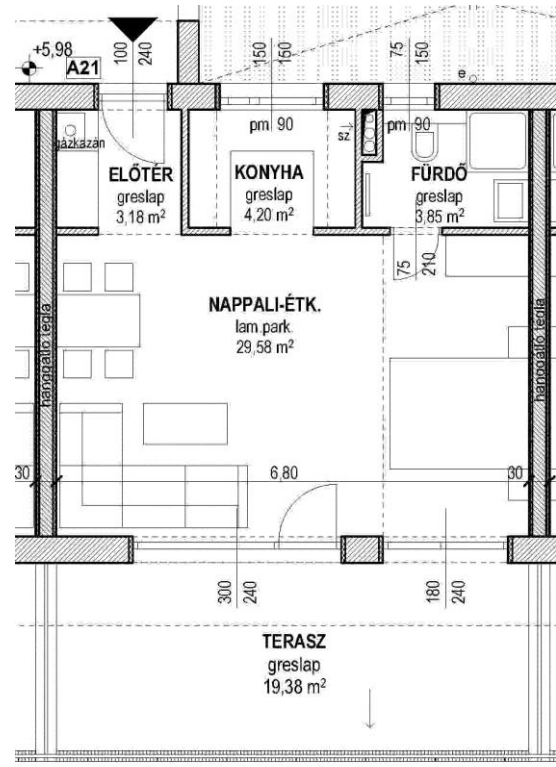 +5,98
A21
100
240
150
150
75
150
e
pm 90
sz.
pm 90
gázkazán
ELŐTÉR
greslap
3,18 m²
KONYHA
greslap
4,20 m²
FÜRDŐ
greslap
3,85 m²
75
210
NAPPALI-ÉTK.
lam.park.
29,58 m²
hanggátló tégla
hanggátló tégla
30
6,80
30
300
240
180
240
TERASZ
greslap
19,38 m²